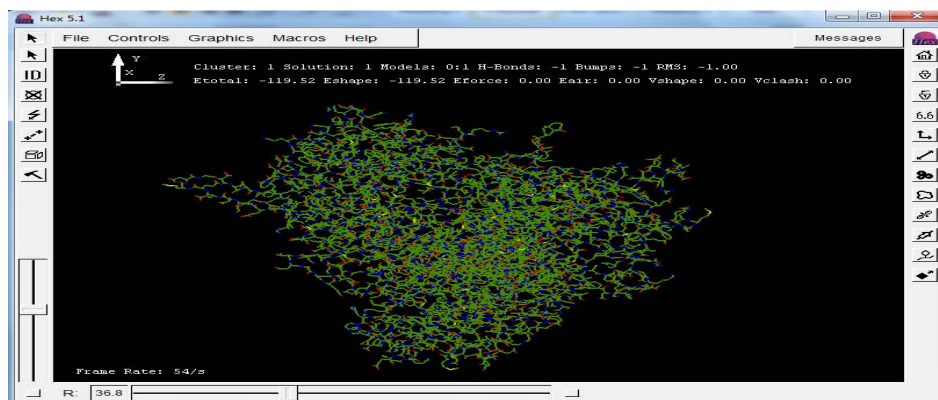 Hex 5.1
File Controls Graphics Macros Help Messages
Hex
Y
X Z
Cluster: 1 Solution: 1 Models: 0:1 H-Bonds: -1 Bumps: -1 RMS: -1.00
Etotal: -119.52 Eshape: -119.52 Eforce: 0.00 Eair: 0.00 Vshape: 0.00 Vclash: 0.00
ID
6.6
Frame Rate: 54/s
R: 36.8